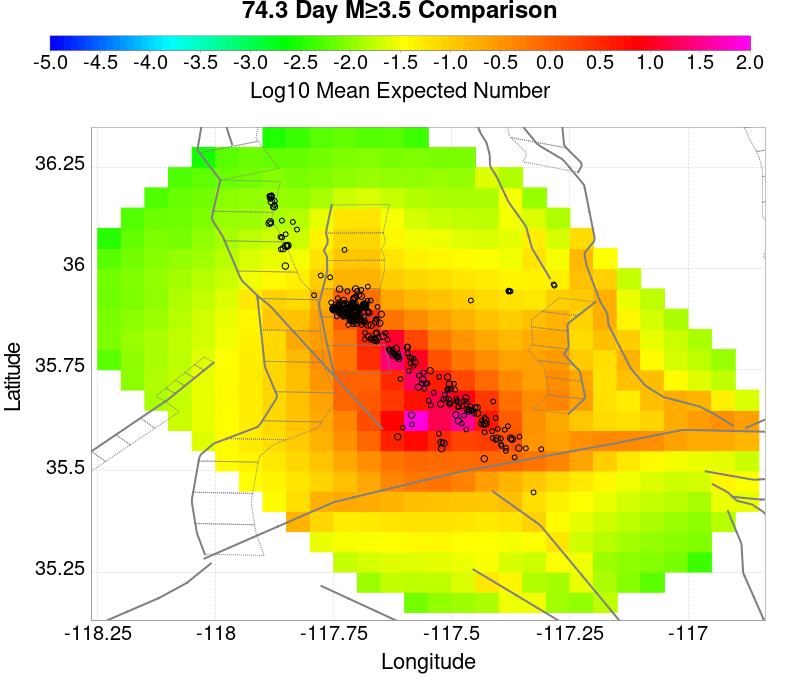 74.3 Day M≥3.5 Comparison
-5.0 -4.5 -4.0 -3.5 -3.0 -2.5 -2.0 -1.5 -1.0 -0.5 0.0 0.5 1.0 1.5 2.0
Log10 Mean Expected Number
36.25
36
35.75
35.5
35.25
Latitude
-118.25 -118 -117.75 -117.5 -117.25 -117
Longitude